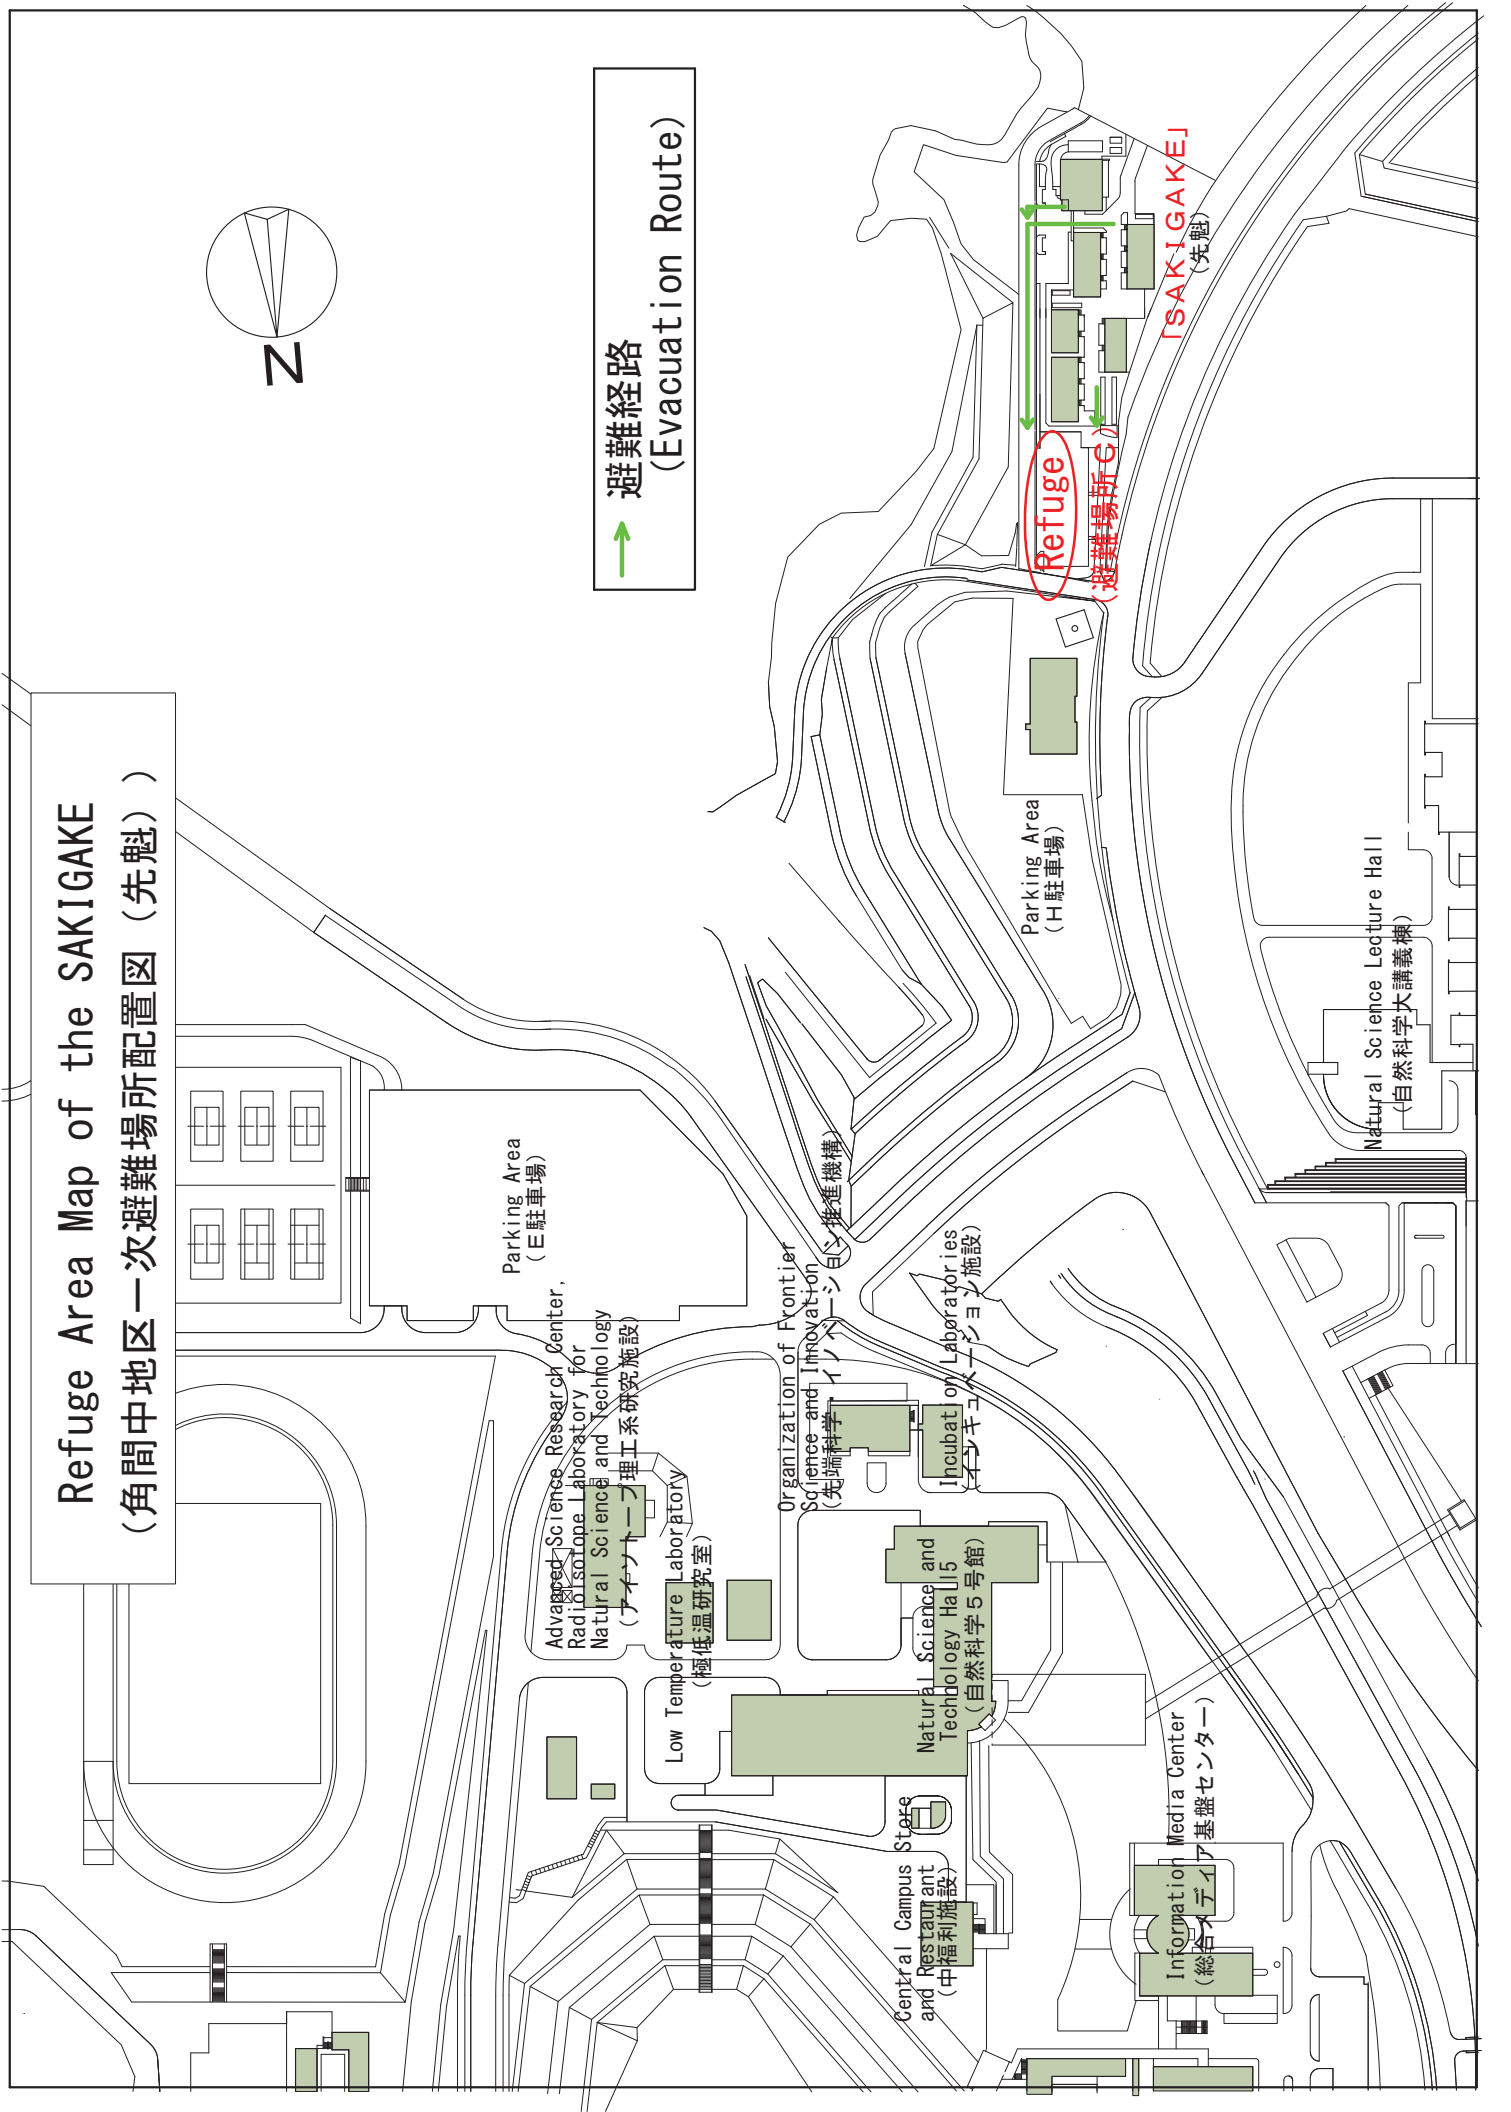 Refuge Area Map of the SAKIGAKE
(角間中地区一次避難場所配置図（先魁）)
N
避難経路
(Evacuation Route)
「SAKIGAKE」
(先魁)
Refuge
(避難場所C)
Parking Area
(H駐車場)
Natural Science Lecture Hall
(自然科学大講義棟)
Parking Area
(E駐車場)
Advanced Science Research Center,
Radioisotope Laboratory for
Natural Science and Technology
(アイソトープ理工系研究施設)
Low Temperature Laboratory
(極低温研究室)
Organization of Frontier
Science and Innovation
(先端科学・イノベーション推進機構)
Incubation Laboratories
(インキュベーション施設)
Natural Science and
Technology Hall5
(自然科学5号館)
Central Campus Store
and Restaurant
(中福利施設)
Information Media Center
(総合メディア基盤センター)